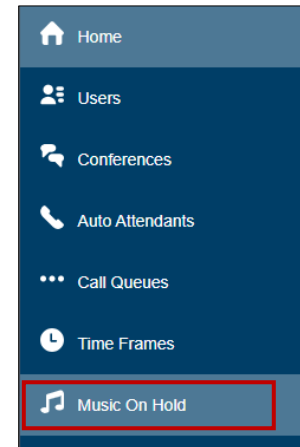 Home
Users
Conferences
Auto Attendants
Call Queues
Time Frames
Music On Hold